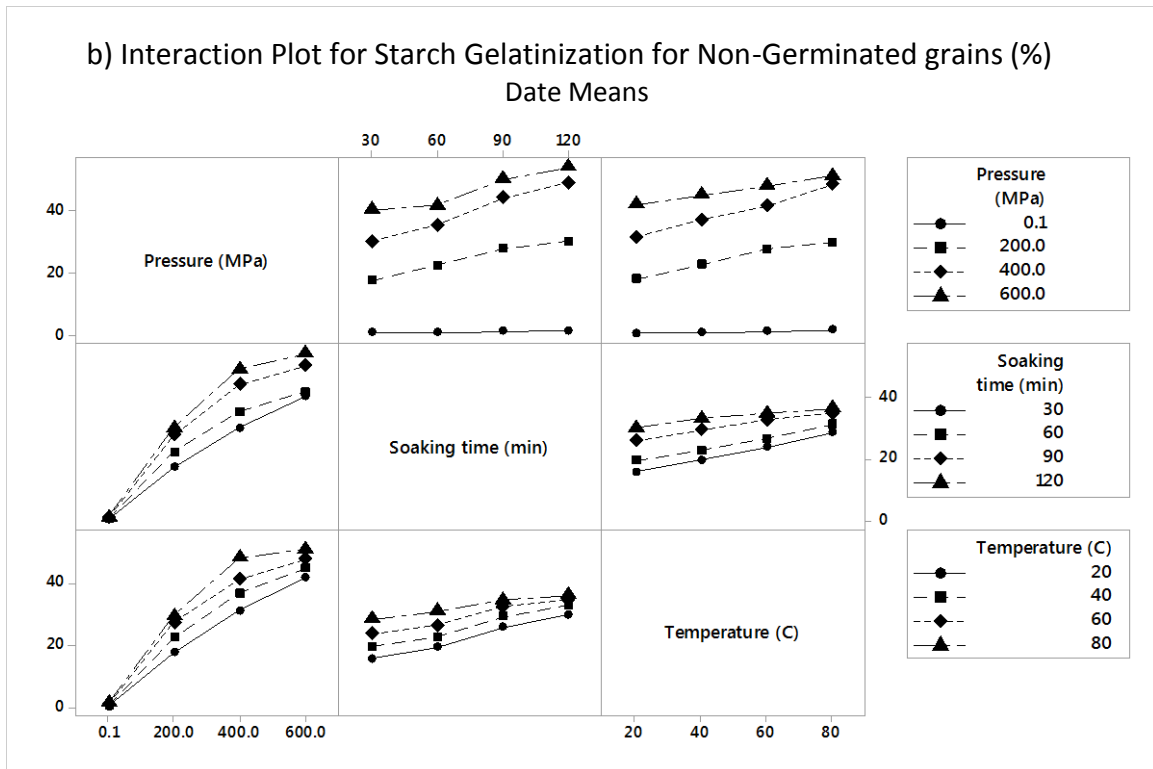 b) Interaction Plot for Starch Gelatinization for Non-Germinated grains (%)
Date Means
30 60 90 120
40
20
0
Pressure (MPa)
Pressure
(MPa)
0.1
200.0
400.0
600.0
Soaking time (min)
40
20
0
Soaking
time (min)
30
60
90
120
40
20
0
Temperature (C)
Temperature (C)
20
40
60
80
0.1 200.0 400.0 600.0
20 40 60 80